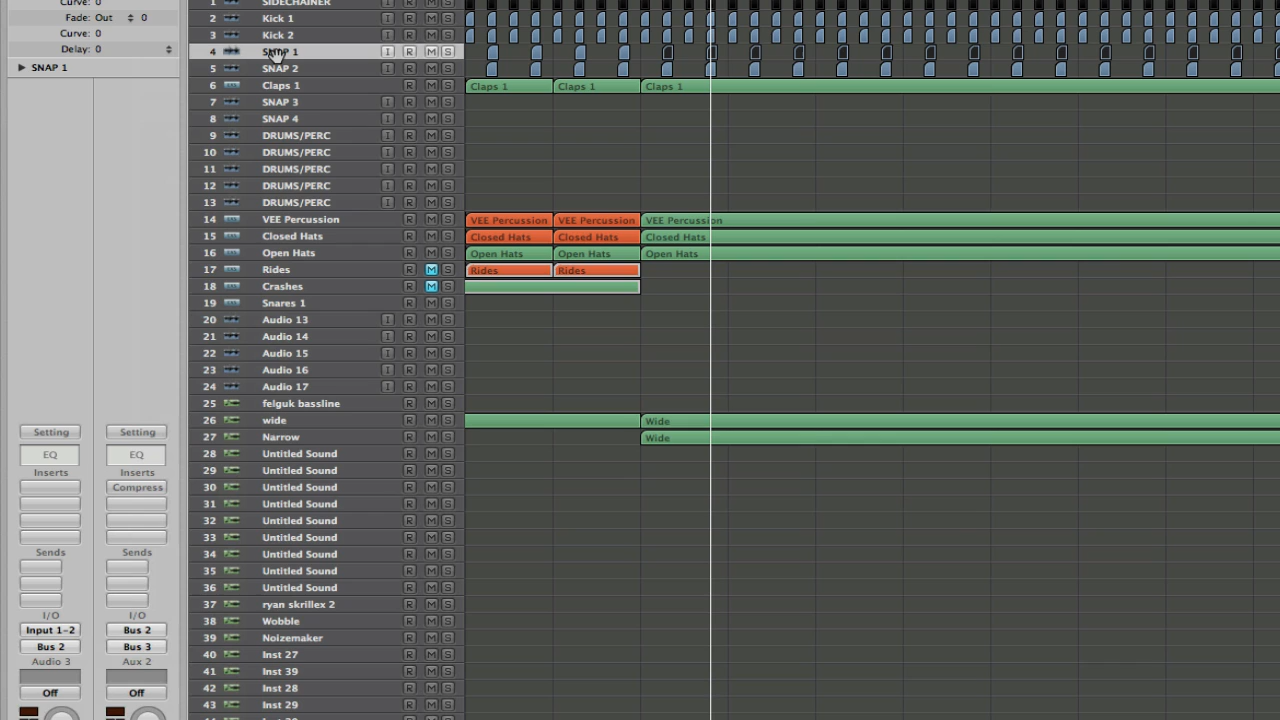 Curve: 0
Fade: Out 0
Curve: 0
Delay: 0
SNAP 1
Setting Setting
EQ EQ
Inserts Inserts
Compress
Sends Sends
I/O I/O
Input 1-2 Bus 2
Bus 2 Bus 3
Audio 3 Aux 2
Off Off
1 SIDECHAINER
2 Kick 1 I R M S
3 Kick 2 I R M S
4 SNAP 1 I R M S
5 SNAP 2 I R M S
6 Claps 1 R M S Claps 1 Claps 1 Claps 1
7 SNAP 3 I R M S
8 SNAP 4 I R M S
9 DRUMS/PERC I R M S
10 DRUMS/PERC I R M S
11 DRUMS/PERC I R M S
12 DRUMS/PERC I R M S
13 DRUMS/PERC I R M S
14 VEE Percussion R M S VEE Percussion VEE Percussion VEE Percussion
15 Closed Hats R M S Closed Hats Closed Hats Closed Hats
16 Open Hats R M S Open Hats Open Hats Open Hats
17 Rides R M S Rides Rides
18 Crashes R M S
19 Snares 1 R M S
20 Audio 13 I R M S
21 Audio 14 I R M S
22 Audio 15 I R M S
23 Audio 16 I R M S
24 Audio 17 I R M S
25 felguk bassline R M S
26 wide R M S Wide
27 Narrow R M S Wide
28 Untitled Sound R M S
29 Untitled Sound R M S
30 Untitled Sound R M S
31 Untitled Sound R M S
32 Untitled Sound R M S
33 Untitled Sound R M S
34 Untitled Sound R M S
35 Untitled Sound R M S
36 Untitled Sound R M S
37 ryan skrillex 2 R M S
38 Wobble R M S
39 Noizemaker R M S
40 Inst 27 R M S
41 Inst 39 R M S
42 Inst 28 R M S
43 Inst 29 R M S